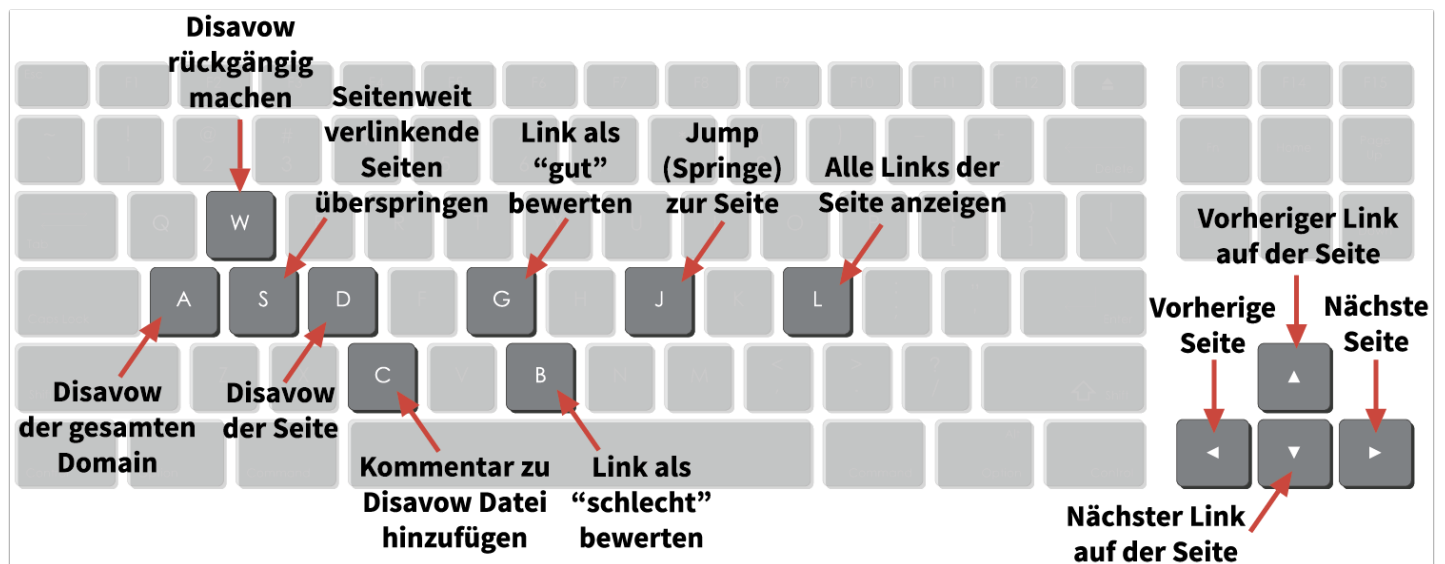 Disavow
rückgängig
machen
Seitenweit
verlinkende
Seiten
überspringen
Link als
“gut”
bewerten
Jump
(Springe)
zur Seite
Alle Links der
Seite anzeigen
Vorheriger Link
auf der Seite
Vorherige
Seite
Nächste
Seite
W
A
S
D
G
J
L
C
B
Disavow
der gesamten
Domain
Disavow
der Seite
Kommentar zu
Disavow Datei
hinzufügen
Link als
“schlecht”
bewerten
Nächster Link
auf der Seite